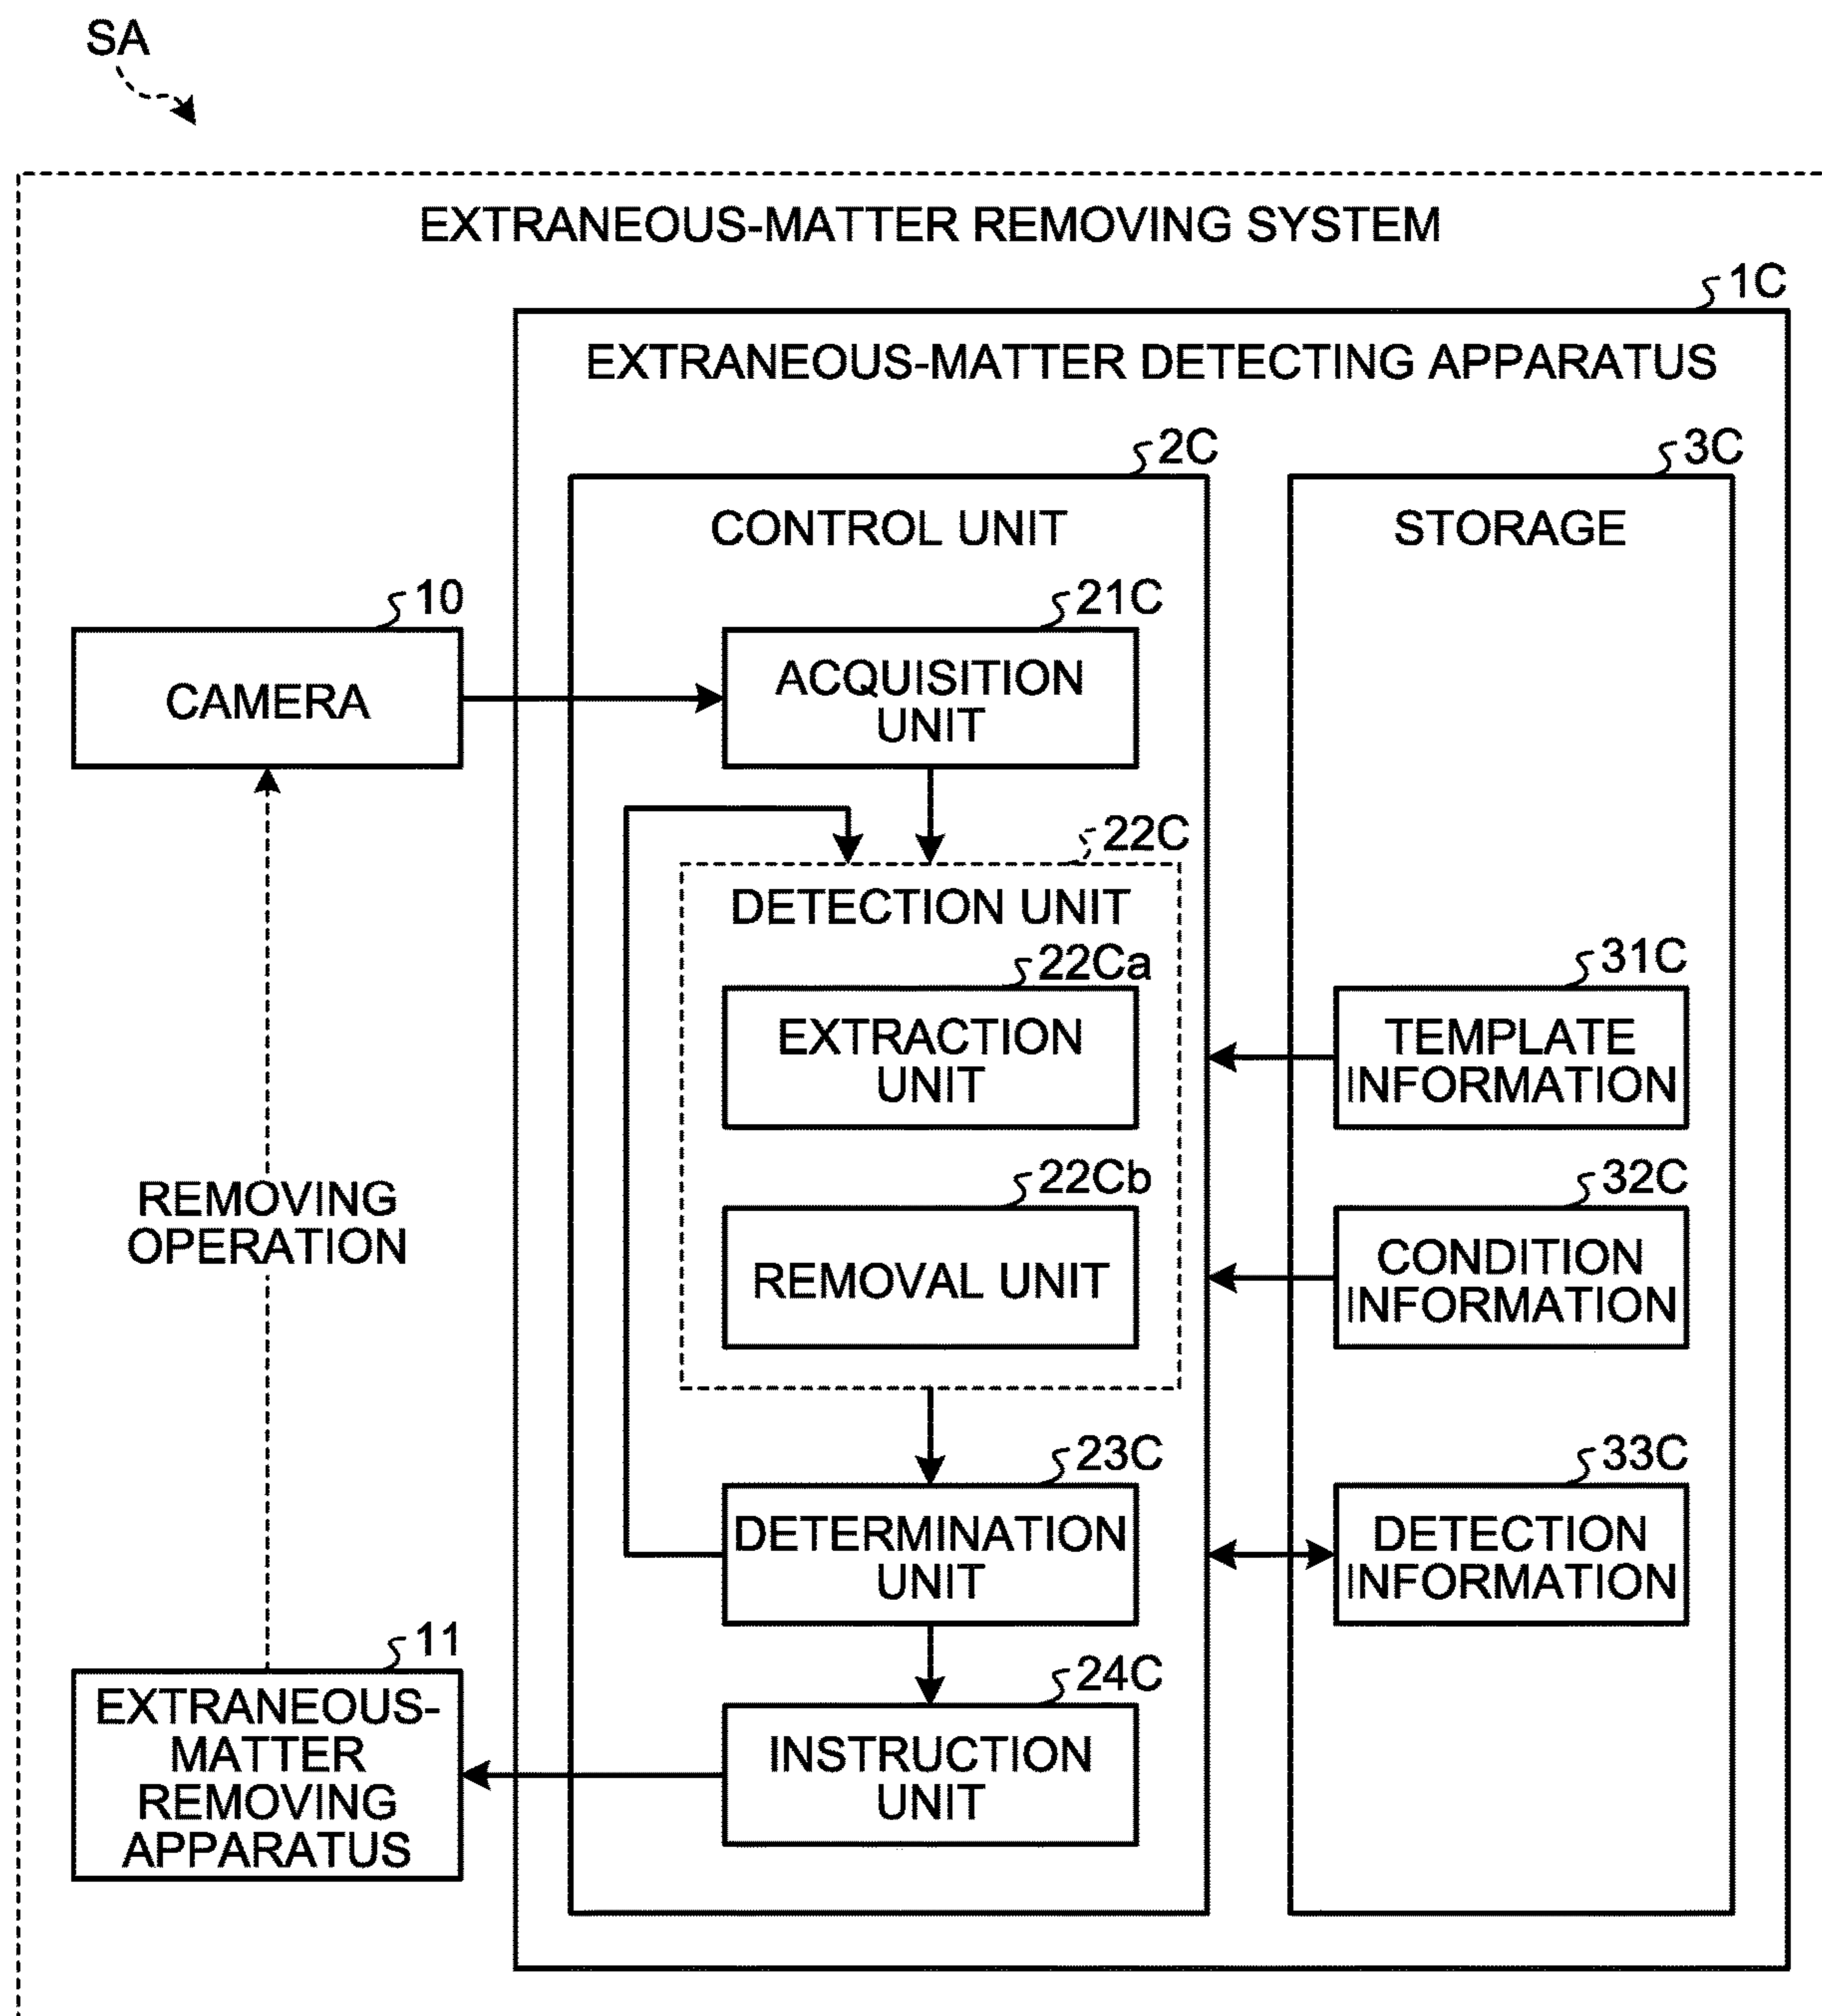 SA
EXTRANEOUS-MATTER REMOVING SYSTEM
1C
EXTRANEOUS-MATTER DETECTING APPARATUS
2C
3C
CONTROL UNIT
STORAGE
10
21C
CAMERA
ACQUISITION
UNIT
22C
DETECTION UNIT
22Ca
31C
EXTRACTION
UNIT
TEMPLATE
INFORMATION
REMOVING
OPERATION
22Cb
32C
REMOVAL UNIT
CONDITION
INFORMATION
23C
33C
DETERMINATION
UNIT
DETECTION
INFORMATION
11
24C
EXTRANEOUS-
MATTER
REMOVING
APPARATUS
INSTRUCTION
UNIT